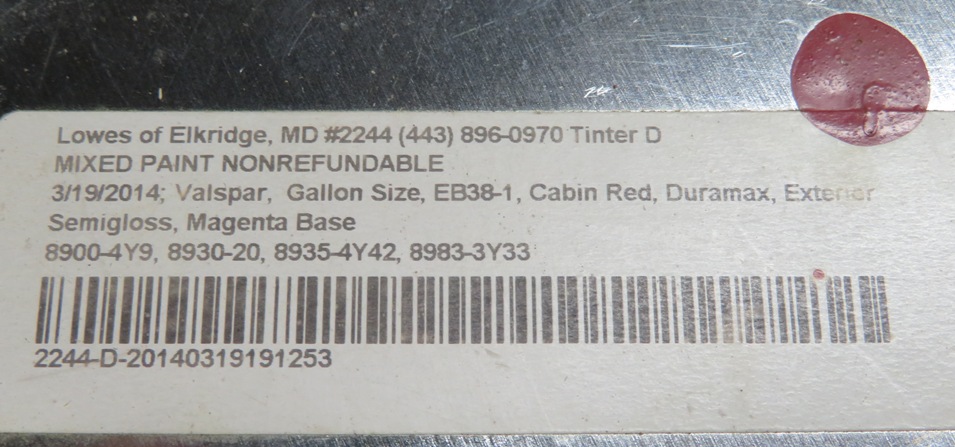 Lowes of Elkridge, MD #2244 (443) 896-0970 Tinter D
MIXED PAINT NONREFUNDABLE
3/19/2014; Valspar, Gallon Size, EB38-1, Cabin Red, Duramax, Exterior
Semigloss, Magenta Base
8900-4Y9, 8930-20, 8935-4Y42, 8983-3Y33
2244-D-20140319191253